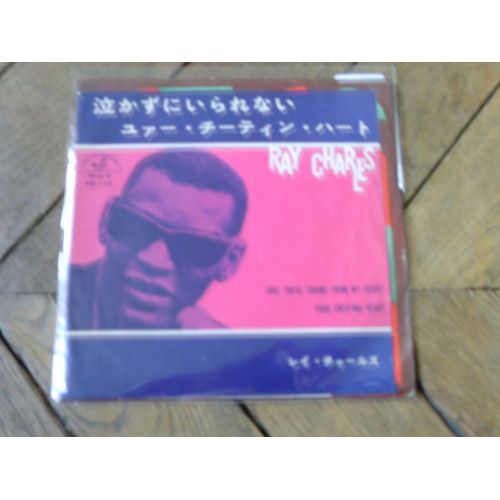 泣かずにいられない
ユアー・チーティン・ハート
RAY CHARLES
TAKE THESE CHAINS FROM MY HEART
YOUR CHEATING HEART
レイ・チャールズ